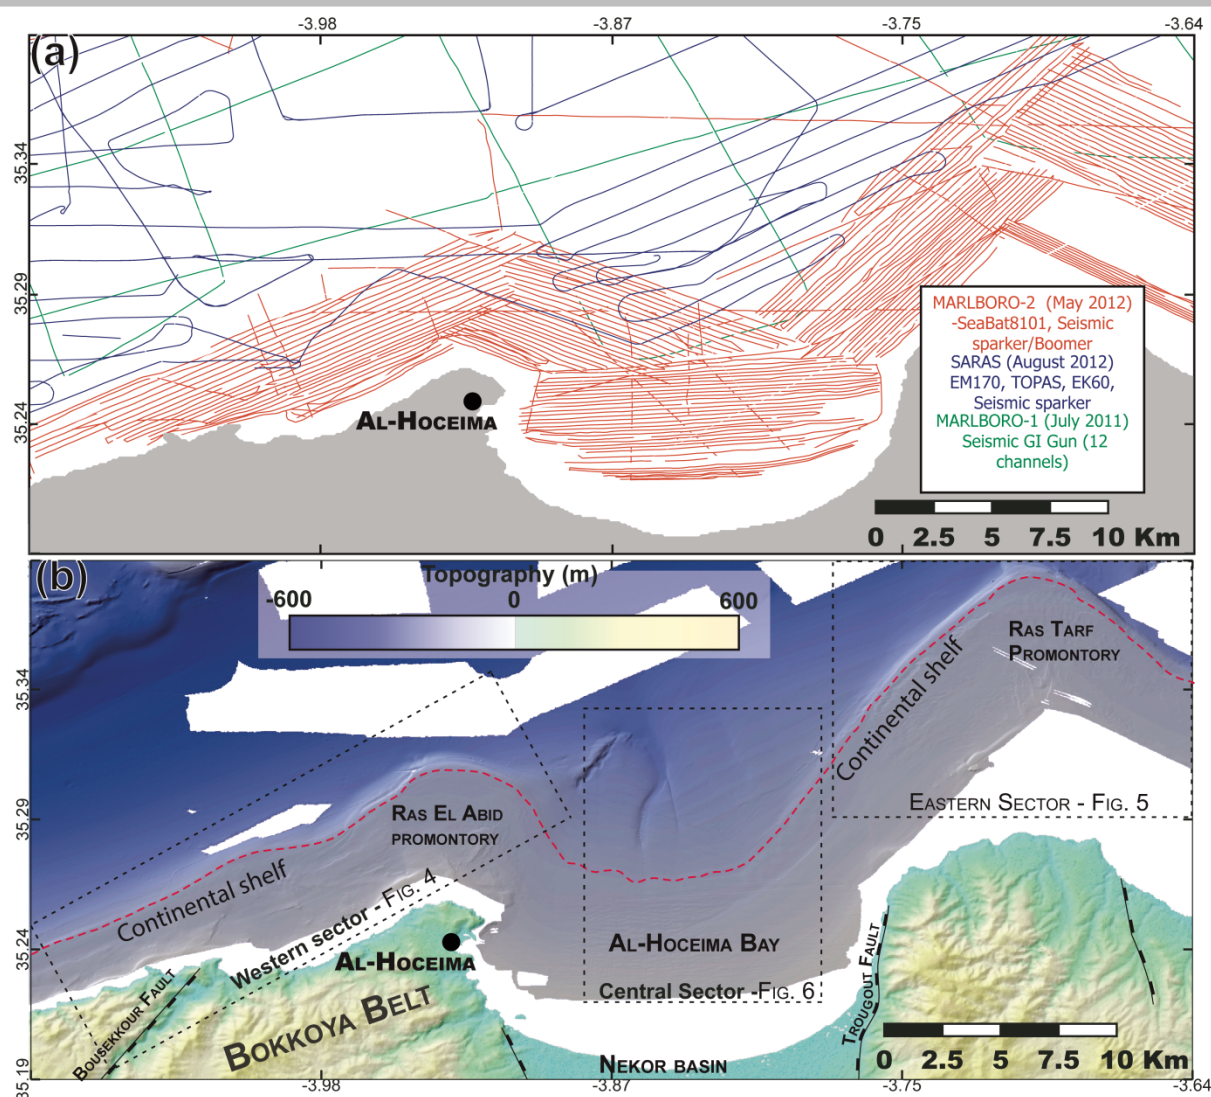 -3.98
-3.87
-3.75
-3.64
(a)
35.34
35.29
35.24
MARLBORO-2 (May 2012)
-SeaBat8101, Seismic
sparker/Boomer
SARAS (August 2012)
EM170, TOPAS, EK60,
Seismic sparker
MARLBORO-1 (July 2011)
Seismic GI Gun (12
channels)
AL-HOCEIMA
0 2.5 5 7.5 10 Km
(b)
Topography (m)
-600 0 600
RAS TARF
PROMONTORY
35.34
Continental shelf
RAS EL ABID
PROMONTORY
35.29
EASTERN SECTOR - FIG. 5
Continental shelf
Western sector - FIG. 4
35.24
AL-HOCEIMA
AL-HOCEIMA BAY
Central Sector -FIG. 6
TROUGOUT FAULT
BOUSEKKOUR FAULT
BOKKOYA BELT
NEKOR BASIN
0 2.5 5 7.5 10 Km
35.19
-3.98
-3.87
-3.75
-3.64